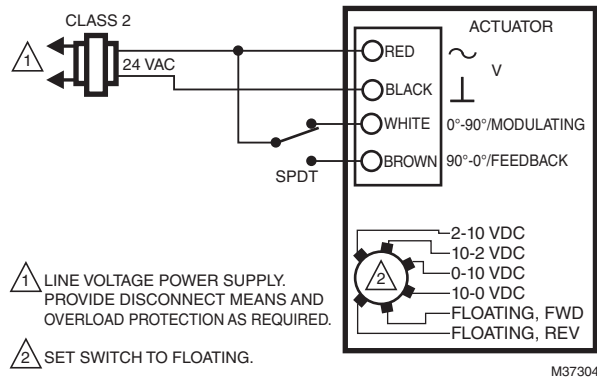 CLASS 2
ACTUATOR
1
24 VAC
RED
V
BLACK
WHITE
0°-90°/MODULATING
BROWN
90°-0°/FEEDBACK
SPDT
2-10 VDC
10-2 VDC
0-10 VDC
10-0 VDC
FLOATING, FWD
FLOATING, REV
2
1 LINE VOLTAGE POWER SUPPLY.
PROVIDE DISCONNECT MEANS AND
OVERLOAD PROTECTION AS REQUIRED.
2 SET SWITCH TO FLOATING.
M37304